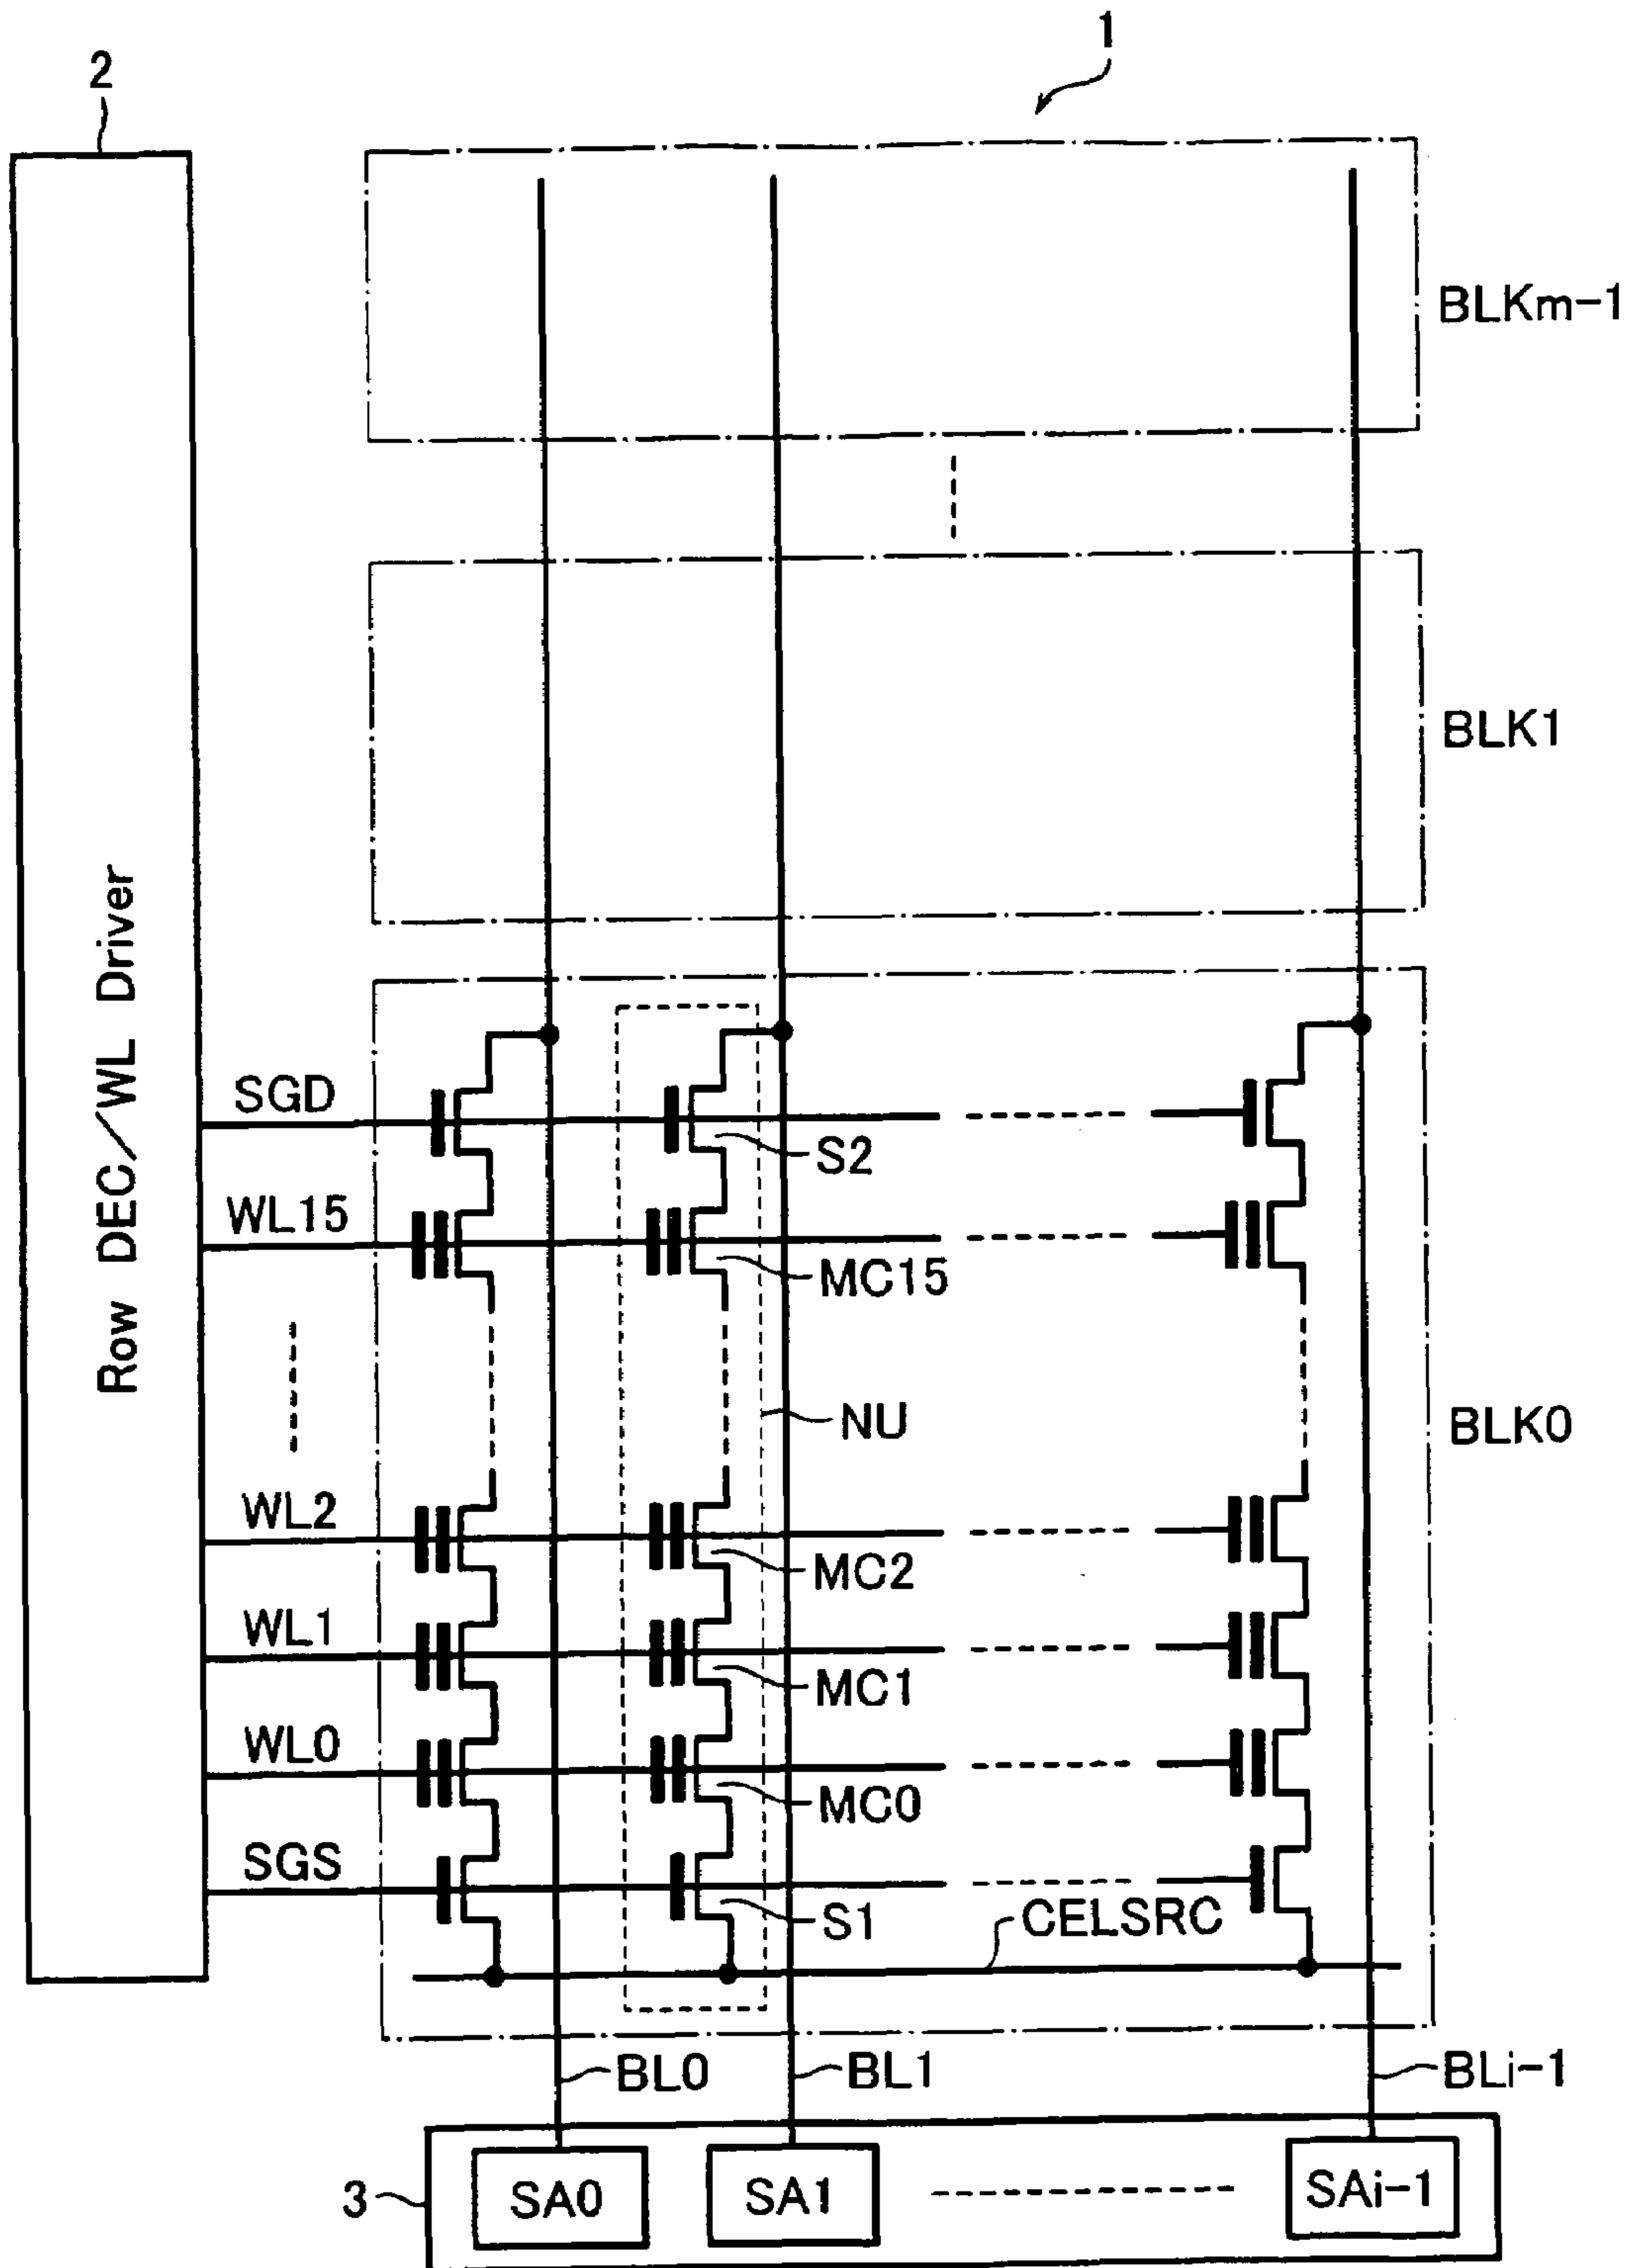 1
2
BLKm-1
BLK1
Row DEC/WL Driver
SGD
S2
WL15
MC15
NU
BLK0
WL2
MC2
WL1
MC1
WL0
MC0
SGS
S1
CELSRC
BL0
BL1
BLi-1
3
SA0
SA1
SAi-1